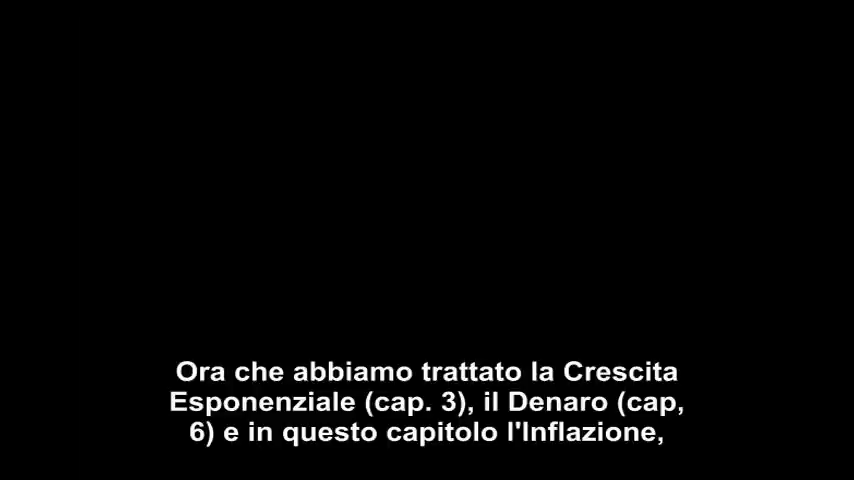 Ora che abbiamo trattato la Crescita
Esponenziale (cap. 3), il Denaro (cap,
6) e in questo capitolo l'Inflazione,